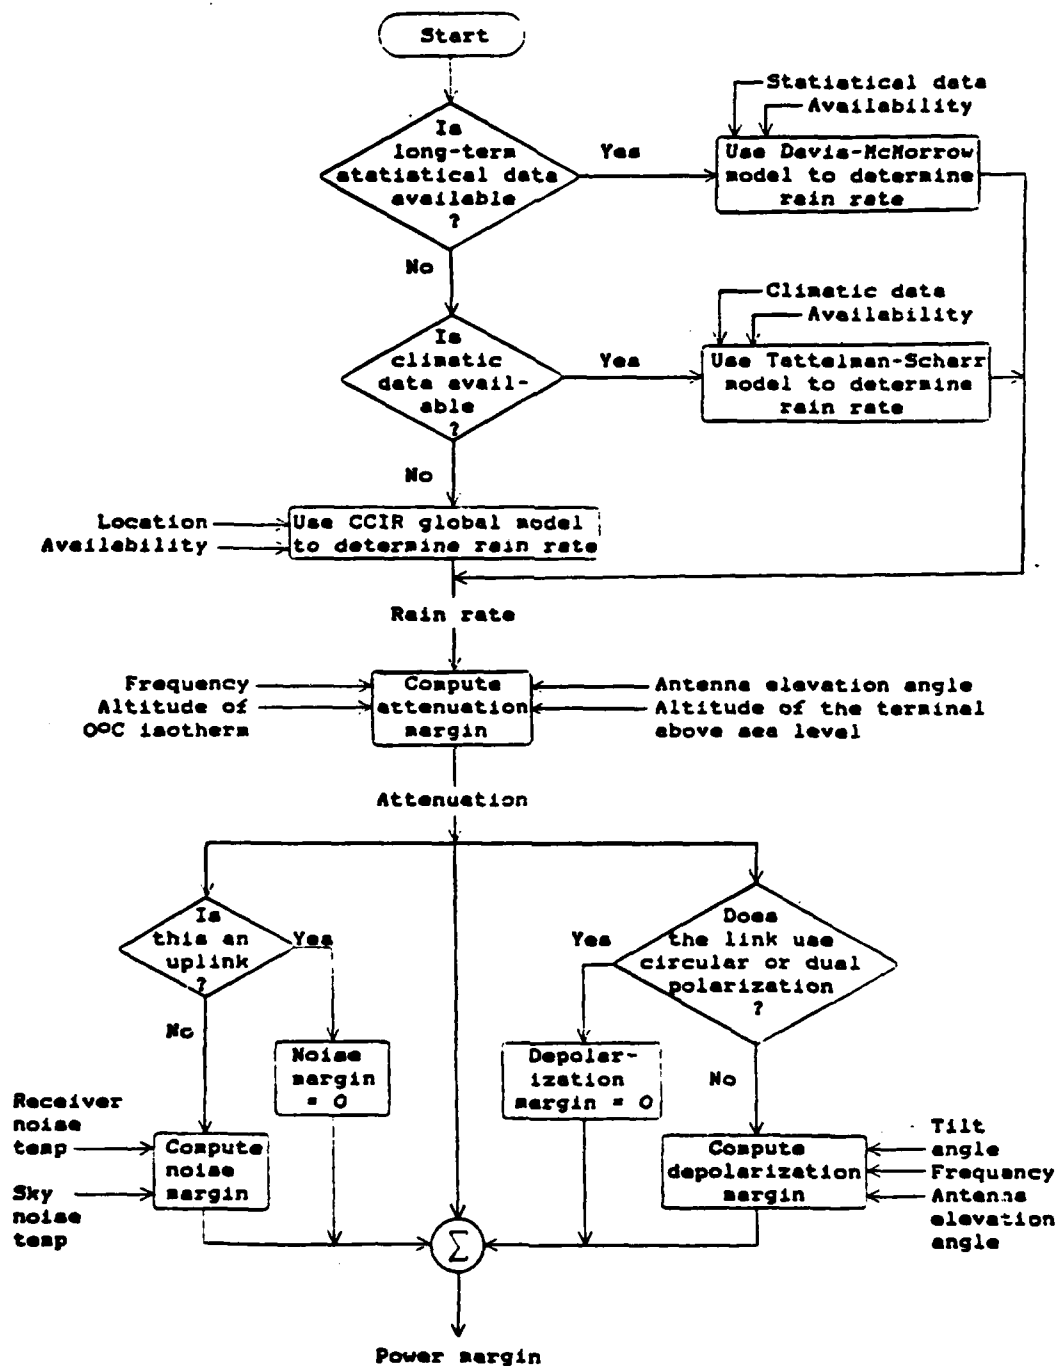 Start
Is
long-term
statistical data
available
?
Yes
Statistical data
Availability
Use Davis-McMorrow
model to determine
rain rate
No
Is
climatic
data avail-
able
?
Yes
Climatic data
Availability
Use Tattelman-Scharr
model to determine
rain rate
No
Location
Availability
Use CCIR global model
to determine rain rate
Rain rate
Frequency
Altitude of
0°C isotherm
Compute
attenuation
margin
Antenna elevation angle
Altitude of the terminal
above sea level
Attenuation
Is
this an
uplink
?
Yes
No
Noise
margin
= 0
Receiver
noise
temp
Sky
noise
temp
Compute
noise
margin
Does
the link use
circular or dual
polarization
?
Yes
No
Depolar-
ization
margin = 0
Compute
depolarization
margin
Tilt
angle
Frequency
Antenna
elevation
angle
Σ
Power margin